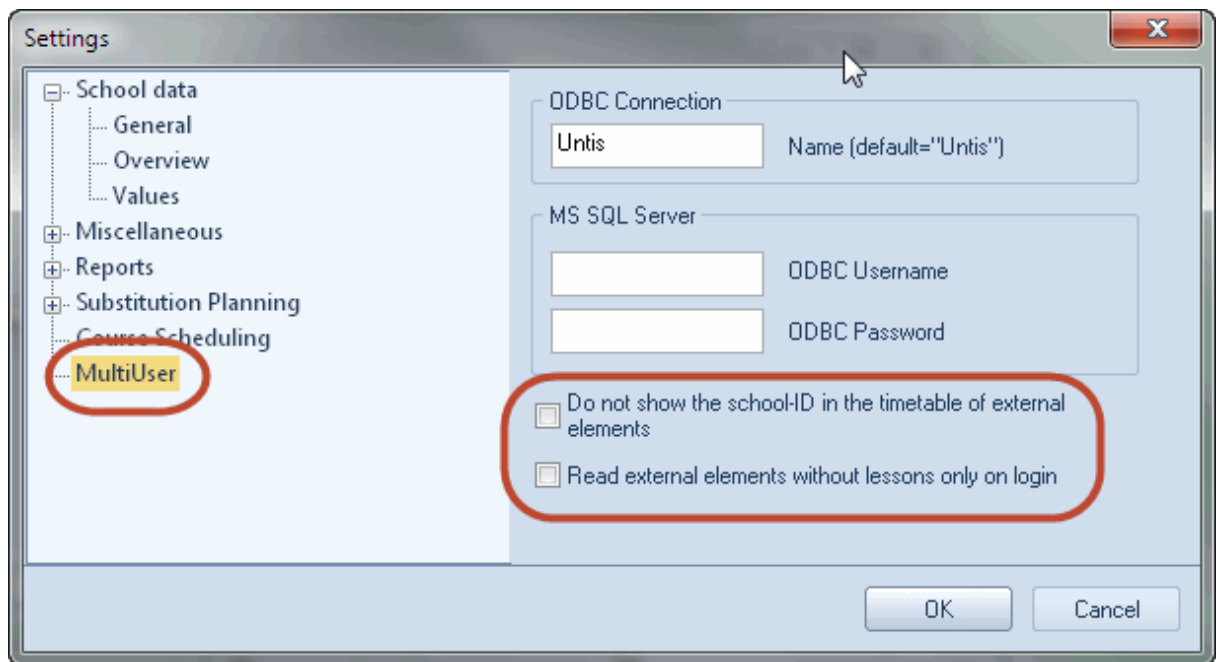 Settings
School data
General
Overview
Values
Miscellaneous
Reports
Substitution Planning
Course Scheduling
MultiUser
ODBC Connection
Untis
Name (default="Untis")
MS SQL Server
ODBC Username
ODBC Password
Do not show the school-ID in the timetable of external
elements
Read external elements without lessons only on login
OK
Cancel